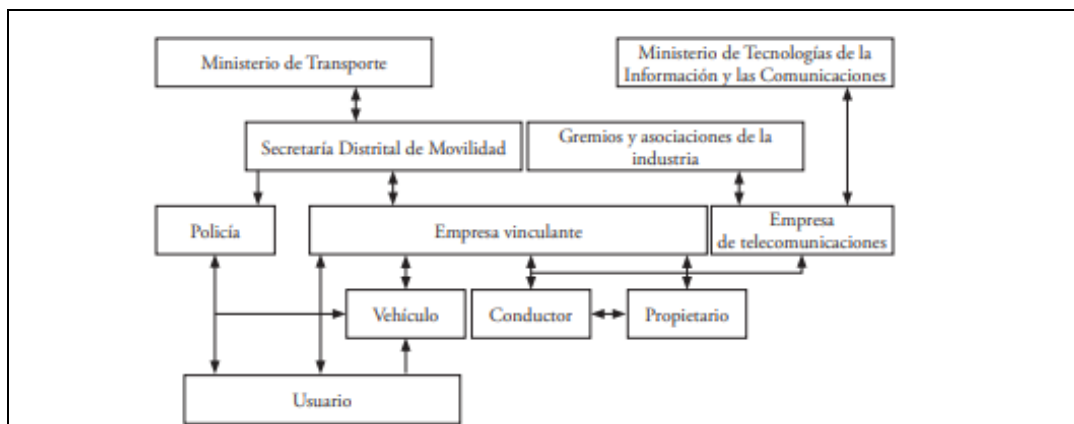 Ministerio de Transporte
Ministerio de Tecnologías de la
Información y las Comunicaciones
Secretaría Distrital de Movilidad
Gremios y asociaciones de la
industria
Policía
Empresa vinculante
Empresa
de telecomunicaciones
Vehículo
Conductor
Propietario
Usuario